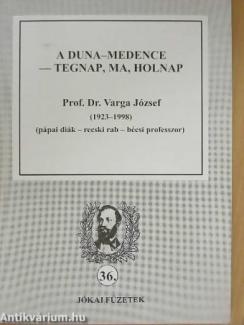 A DUNA–MEDENCE
— TEGNAP, MA, HOLNAP
Prof. Dr. Varga József
(1923–1998)
(pápai diák – recski rab – bécsi professzor)
36.
JÓKAI FÜZETEK
Antikvarium.hu